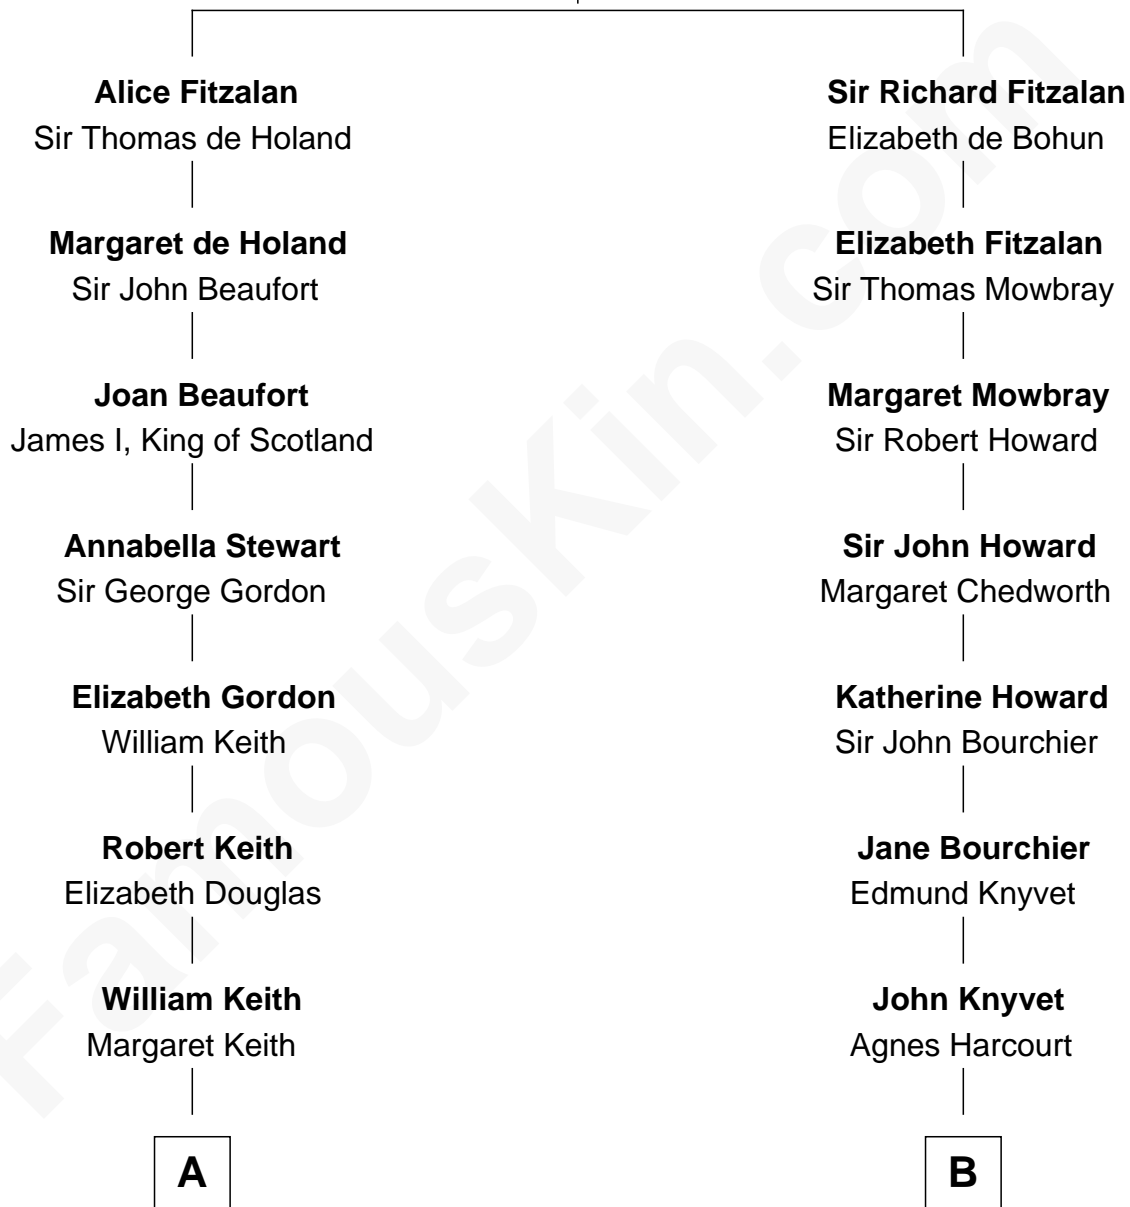 Alice Fitzalan
Sir Thomas de Holand
Margaret de Holand
Sir John Beaufort
Joan Beaufort
James I, King of Scotland
Annabella Stewart
Sir George Gordon
Elizabeth Gordon
William Keith
Robert Keith
Elizabeth Douglas
William Keith
Margaret Keith
A
Sir Richard Fitzalan
Elizabeth de Bohun
Elizabeth Fitzalan
Sir Thomas Mowbray
Margaret Mowbray
Sir Robert Howard
Sir John Howard
Margaret Chedworth
Katherine Howard
Sir John Bourchier
Jane Bourchier
Edmund Knyvet
John Knyvet
Agnes Harcourt
B
FamousKin.com